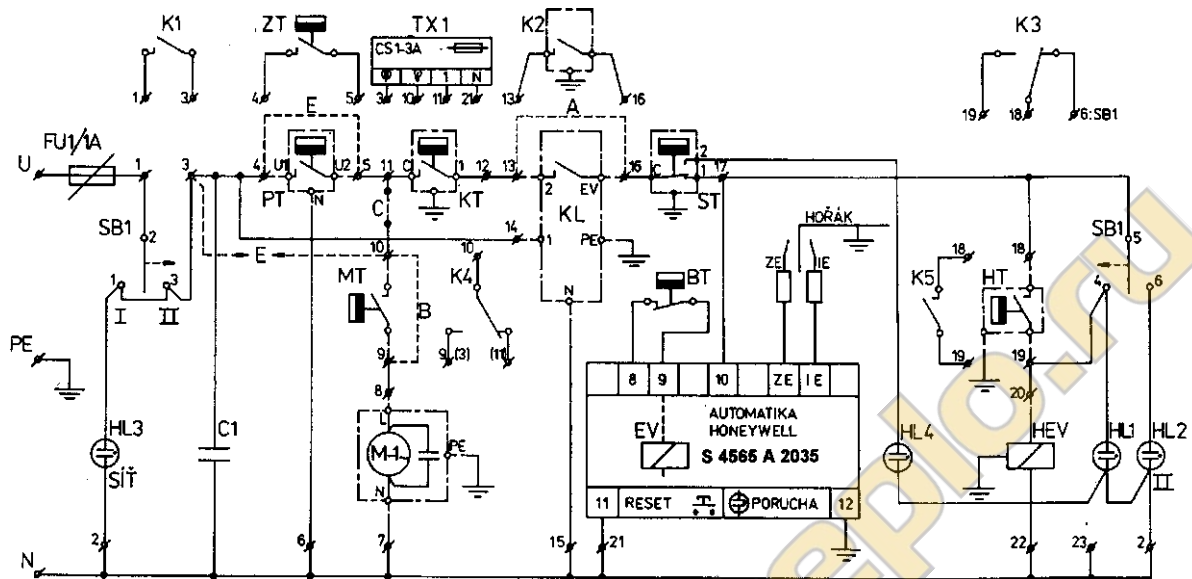 K1
ZT
TX1
K2
K3
CS1-3A
1 N
1 3
4 5
3 10 11 21
13 16
19 18 6:SB1
E
A
FU1/1A
U
1 3
4 U1 U2 5
11
C 1
12
13
2 EV
16
C 2 1
17
PT
N
KT
KL
ST
SB1
2
C
14
1
PE
HOŘÁK
SB1
5
E
10
10
18
18
1 3
I II
MT
K4
BT
ZE
IE
K5
HT
4 6
B
PE
9
9 (3) (11)
19
19
8
8 9 10 ZE IE
20
L
AUTOMATIKA
HONEYWELL
S 4565 A 2035
HL3
SÍŤ
C1
M1~
PE
EV
HL4
HEV
HL1
HL2
II
N
11 RESET PORUCHA 12
2
6
7
15
21
22
23
2
N
eplo.ru